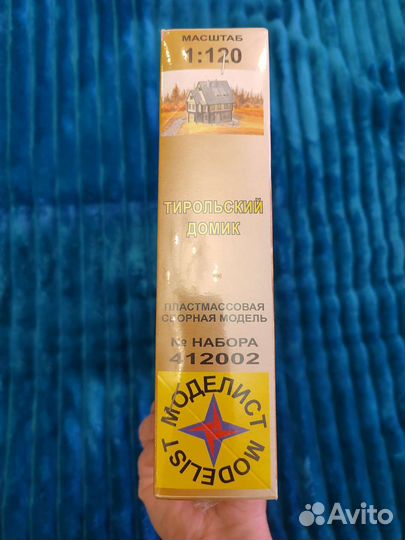 МАСШТАБ
1:120
ТИРОЛЬСКИЙ
ДОМИК
ПЛАСТМАССОВАЯ
СБОРНАЯ МОДЕЛЬ
№ НАБОРА
412002
МОДЕЛИСТ
MODELIST
Avito